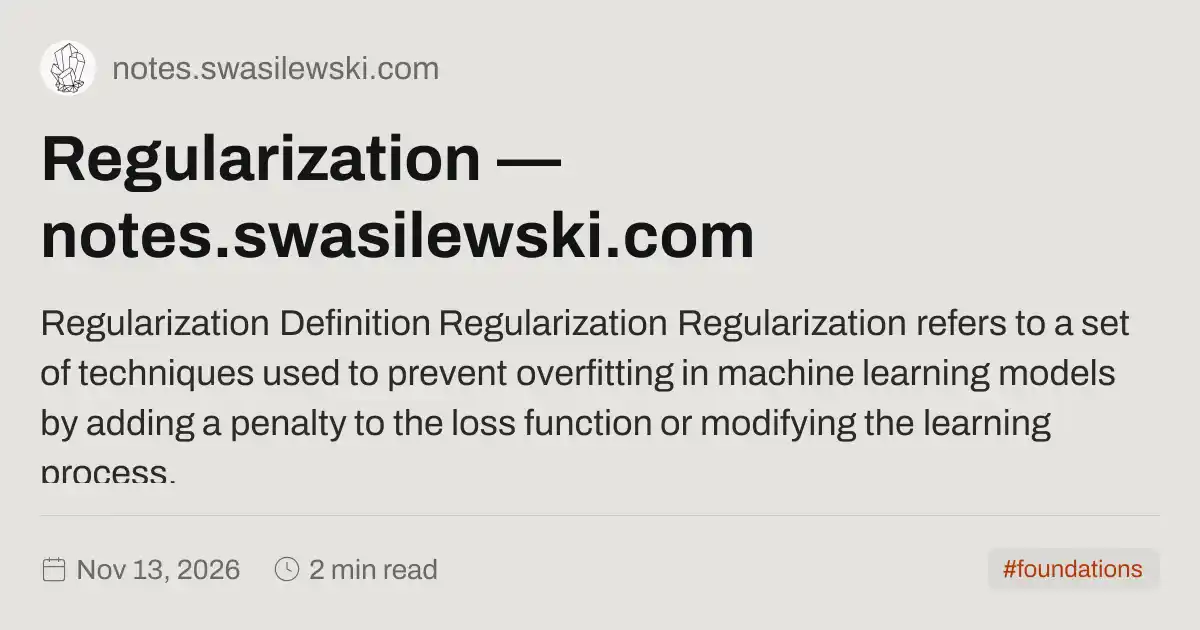 notes.swasilewski.com
Regularization —
notes.swasilewski.com
Regularization Definition Regularization Regularization refers to a set
of techniques used to prevent overfitting in machine learning models
by adding a penalty to the loss function or modifying the learning
process.
Nov 13, 2026 2 min read #foundations